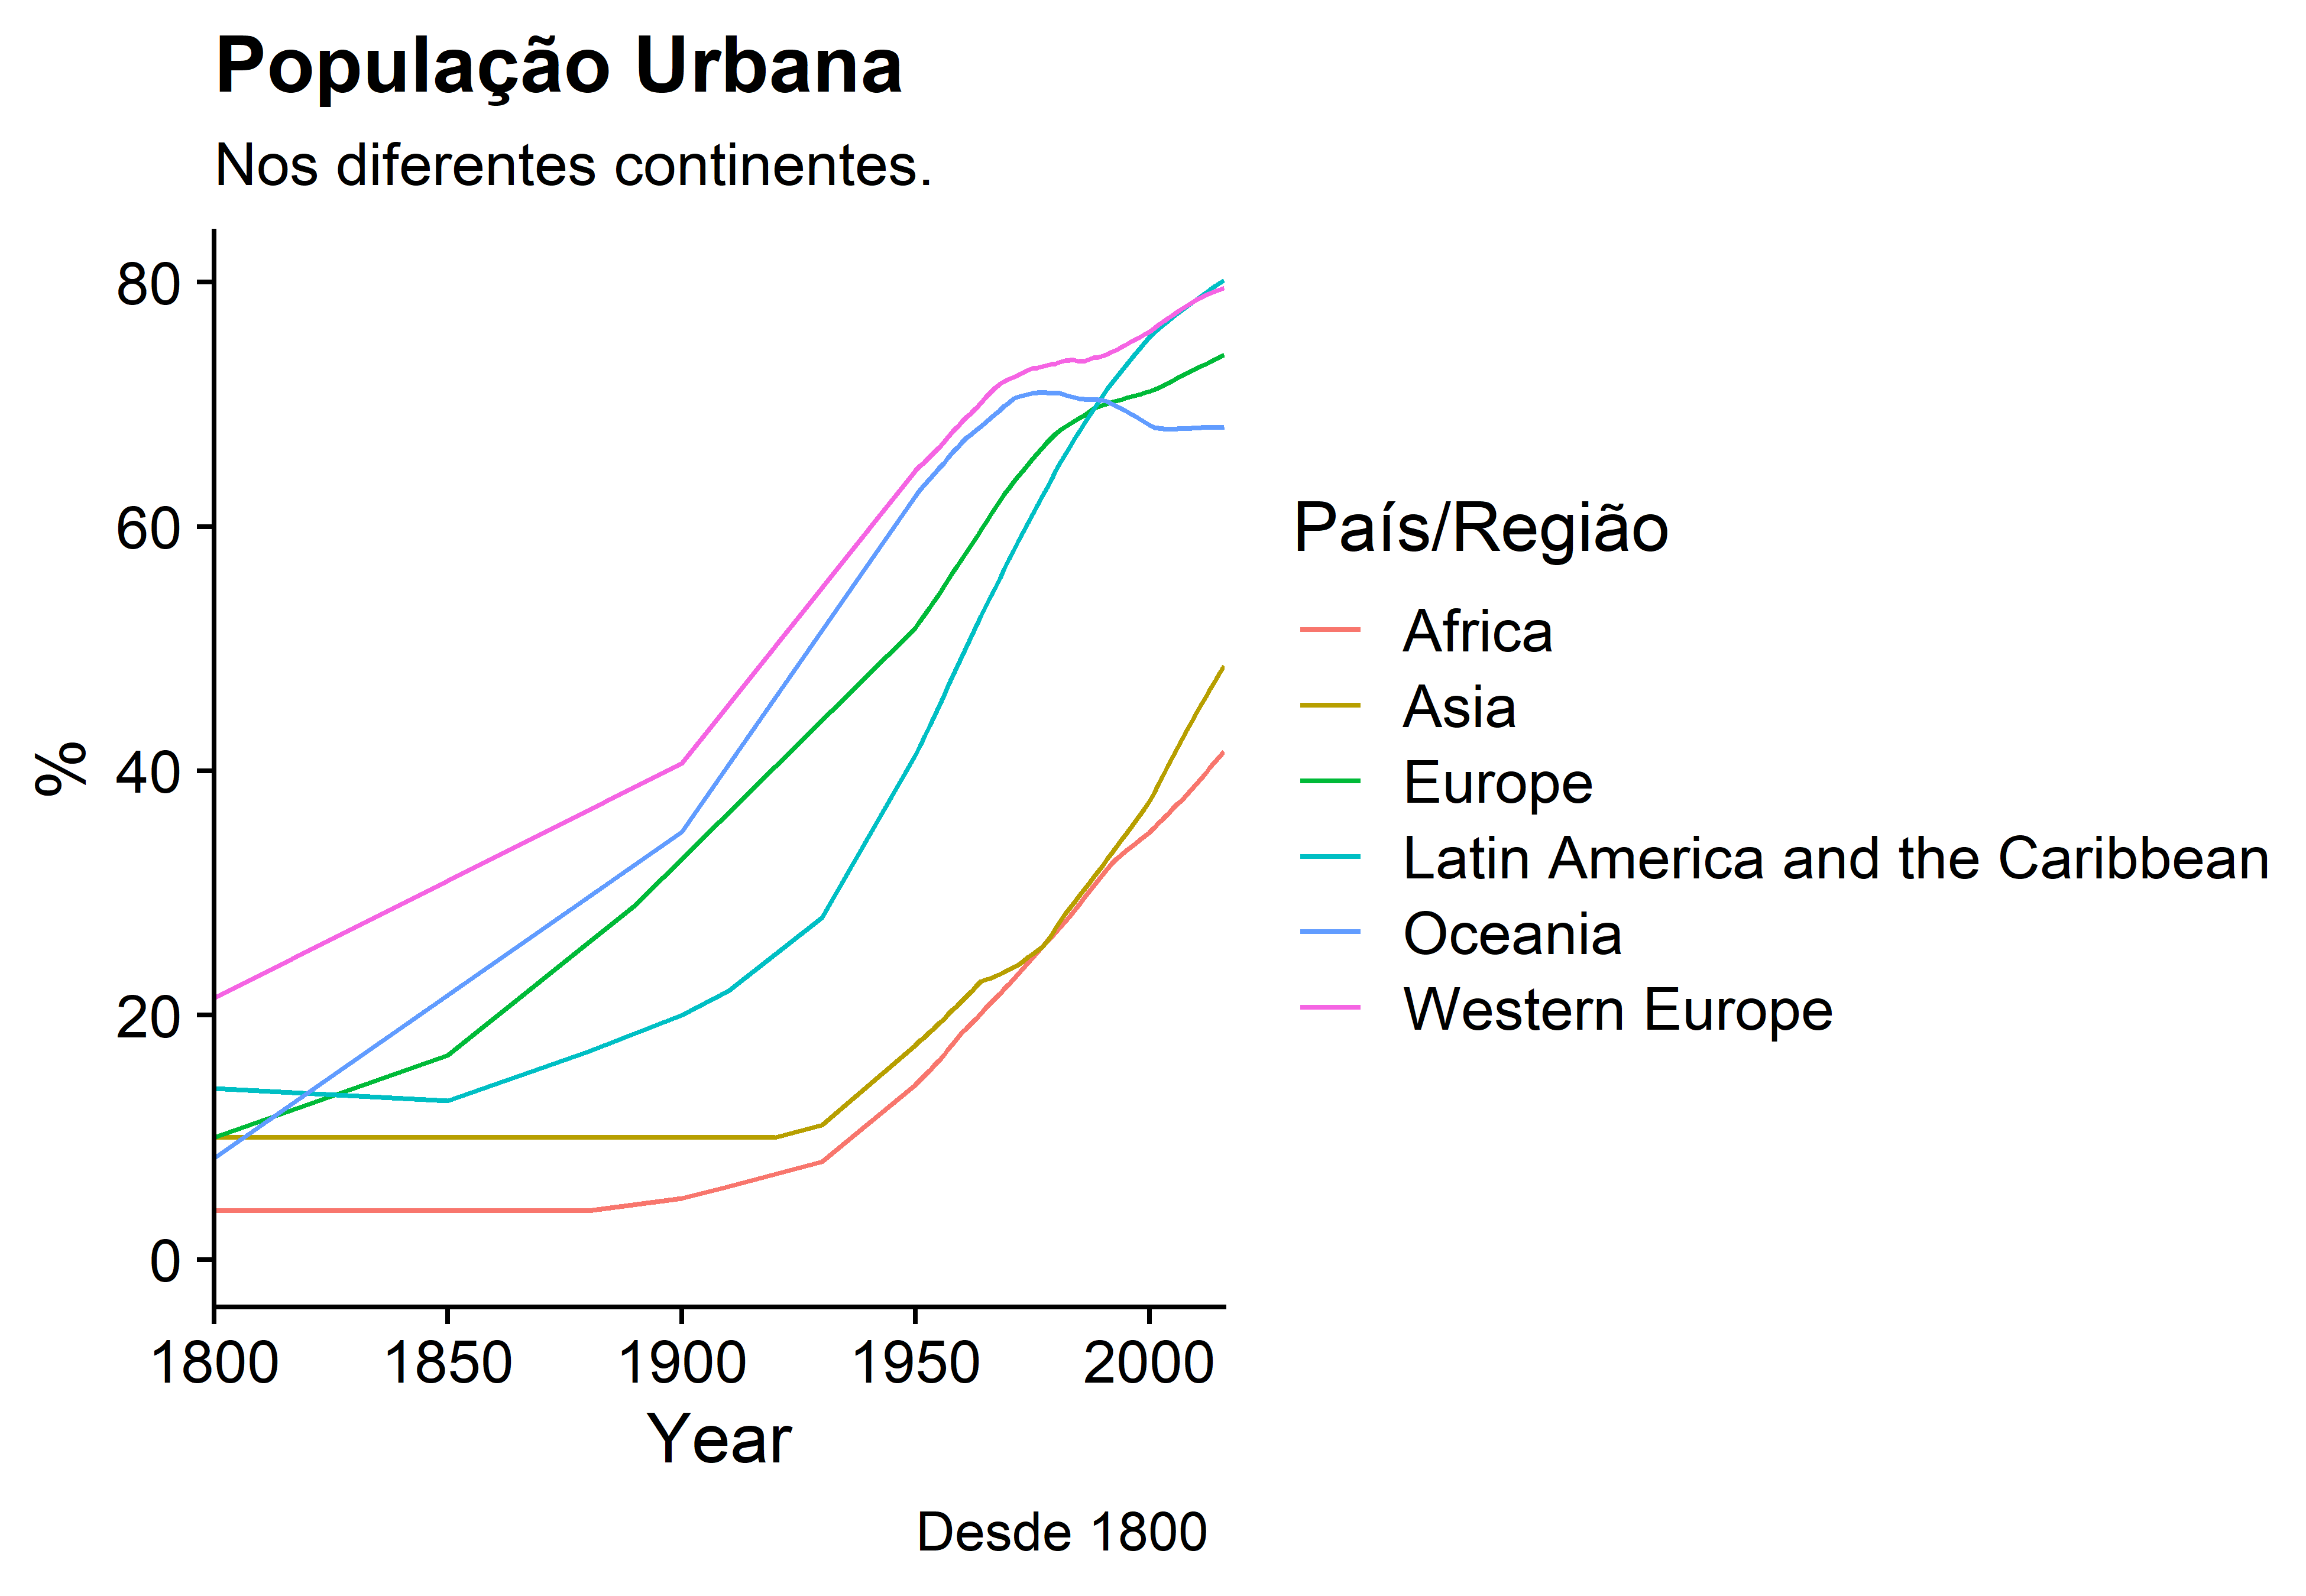 População Urbana
Nos diferentes continentes.
80
60
40
20
0
%
1800 1850 1900 1950 2000
Year
País/Região
Africa
Asia
Europe
Latin America and the Caribbean
Oceania
Western Europe
Desde 1800